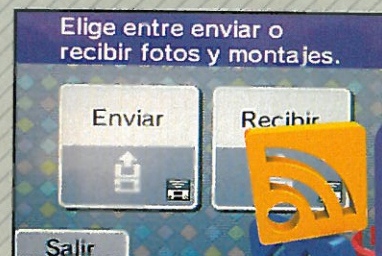 Elige entre enviar o
recibir fotos y montajes.
Enviar
Recibir
Salir